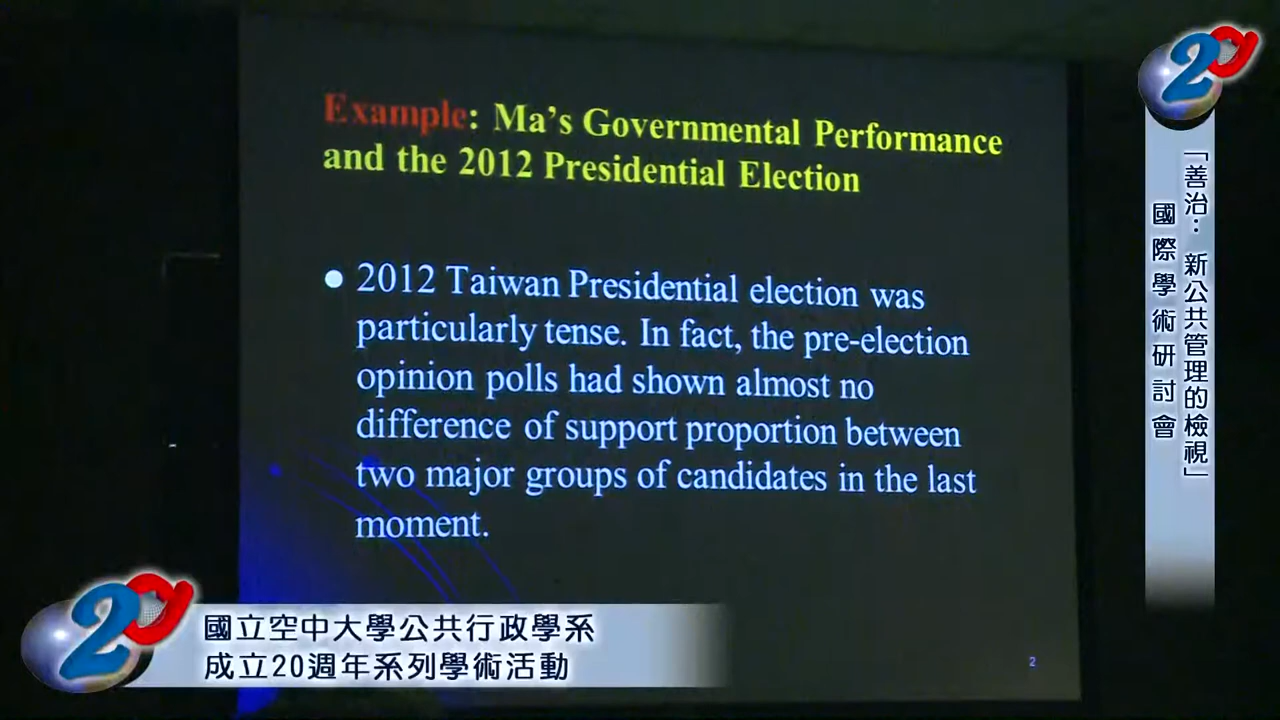 Example: Ma's Governmental Performance
and the 2012 Presidential Election
2012 Taiwan Presidential election was
particularly tense. In fact, the pre-election
opinion polls had shown almost no
difference of support proportion between
two major groups of candidates in the last
moment.
2
20
「善治：新公共管理的檢視」
國際學術研討會
20
國立空中大學公共行政學系
成立20週年系列學術活動